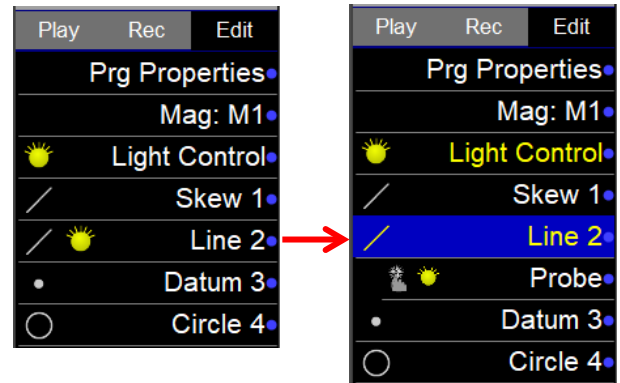 Play Rec Edit
Prg Properties
Mag: M1
Light Control
Skew 1
Line 2
Datum 3
Circle 4
Play Rec Edit
Prg Properties
Mag: M1
Light Control
Skew 1
Line 2
Probe
Datum 3
Circle 4